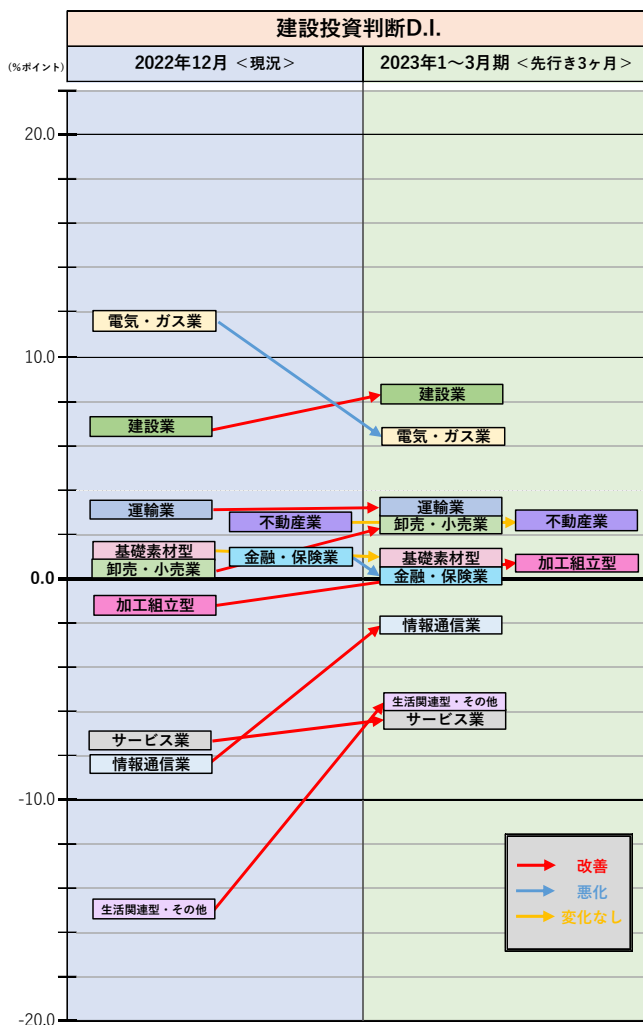 建設投資判断D.I.
2022年12月 <現況>
2023年1～3月期 <先行き3ヶ月>
(%ポイント)
20.0
電気・ガス業
10.0
建設業
建設業
電気・ガス業
運輸業
運輸業
不動産業
卸売・小売業
不動産業
基礎素材型
金融・保険業
基礎素材型
加工組立型
卸売・小売業
金融・保険業
0.0
加工組立型
情報通信業
生活関連型・その他
サービス業
サービス業
情報通信業
-10.0
改善
悪化
変化なし
生活関連型・その他
-20.0